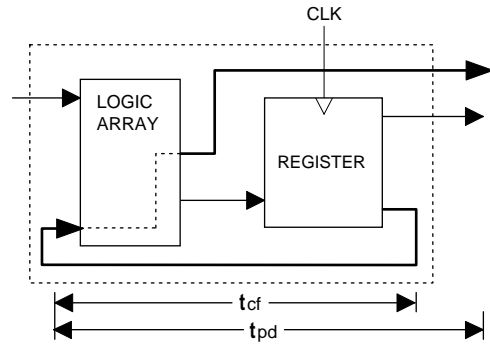 CLK
LOGIC
ARRAY
REGISTER
tcf
tpd